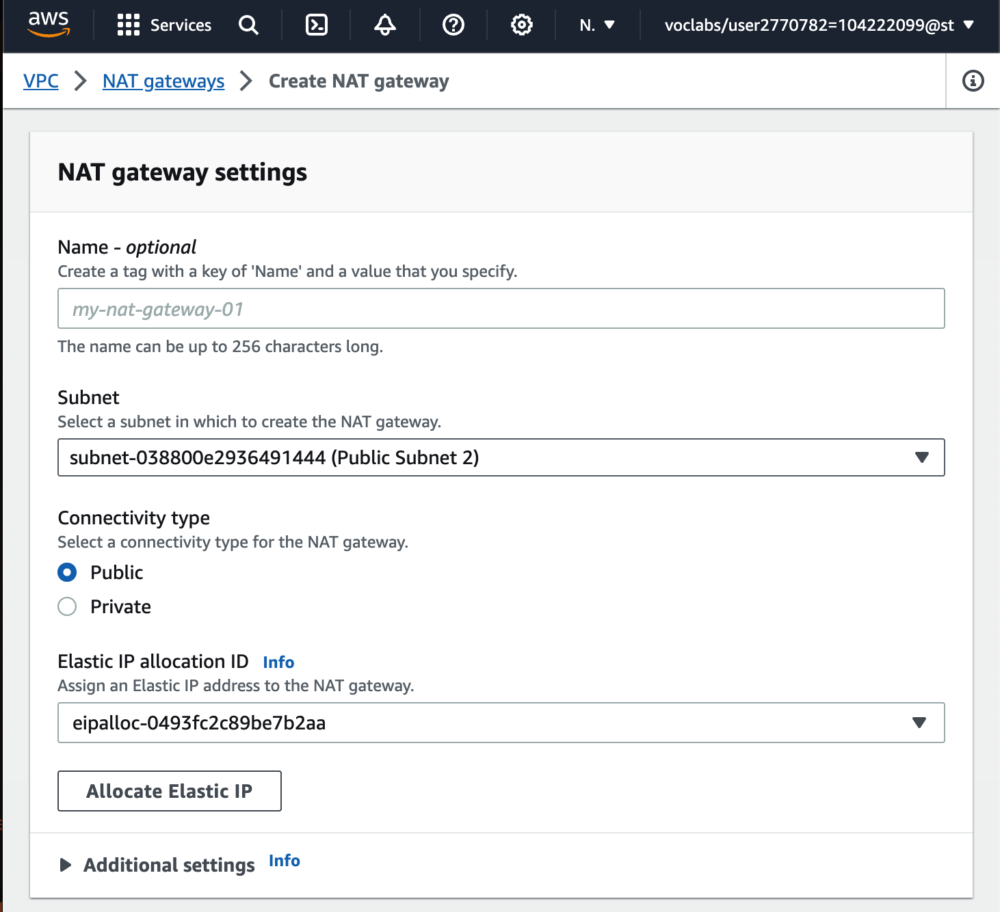 aws Services N. voclabs/user2770782=104222099@st
VPC NAT gateways Create NAT gateway
NAT gateway settings
Name - optional
Create a tag with a key of 'Name' and a value that you specify.
my-nat-gateway-01
The name can be up to 256 characters long.
Subnet
Select a subnet in which to create the NAT gateway.
subnet-038800e2936491444 (Public Subnet 2)
Connectivity type
Select a connectivity type for the NAT gateway.
Public
Private
Elastic IP allocation ID Info
Assign an Elastic IP address to the NAT gateway.
eipalloc-0493fc2c89be7b2aa
Allocate Elastic IP
Additional settings Info